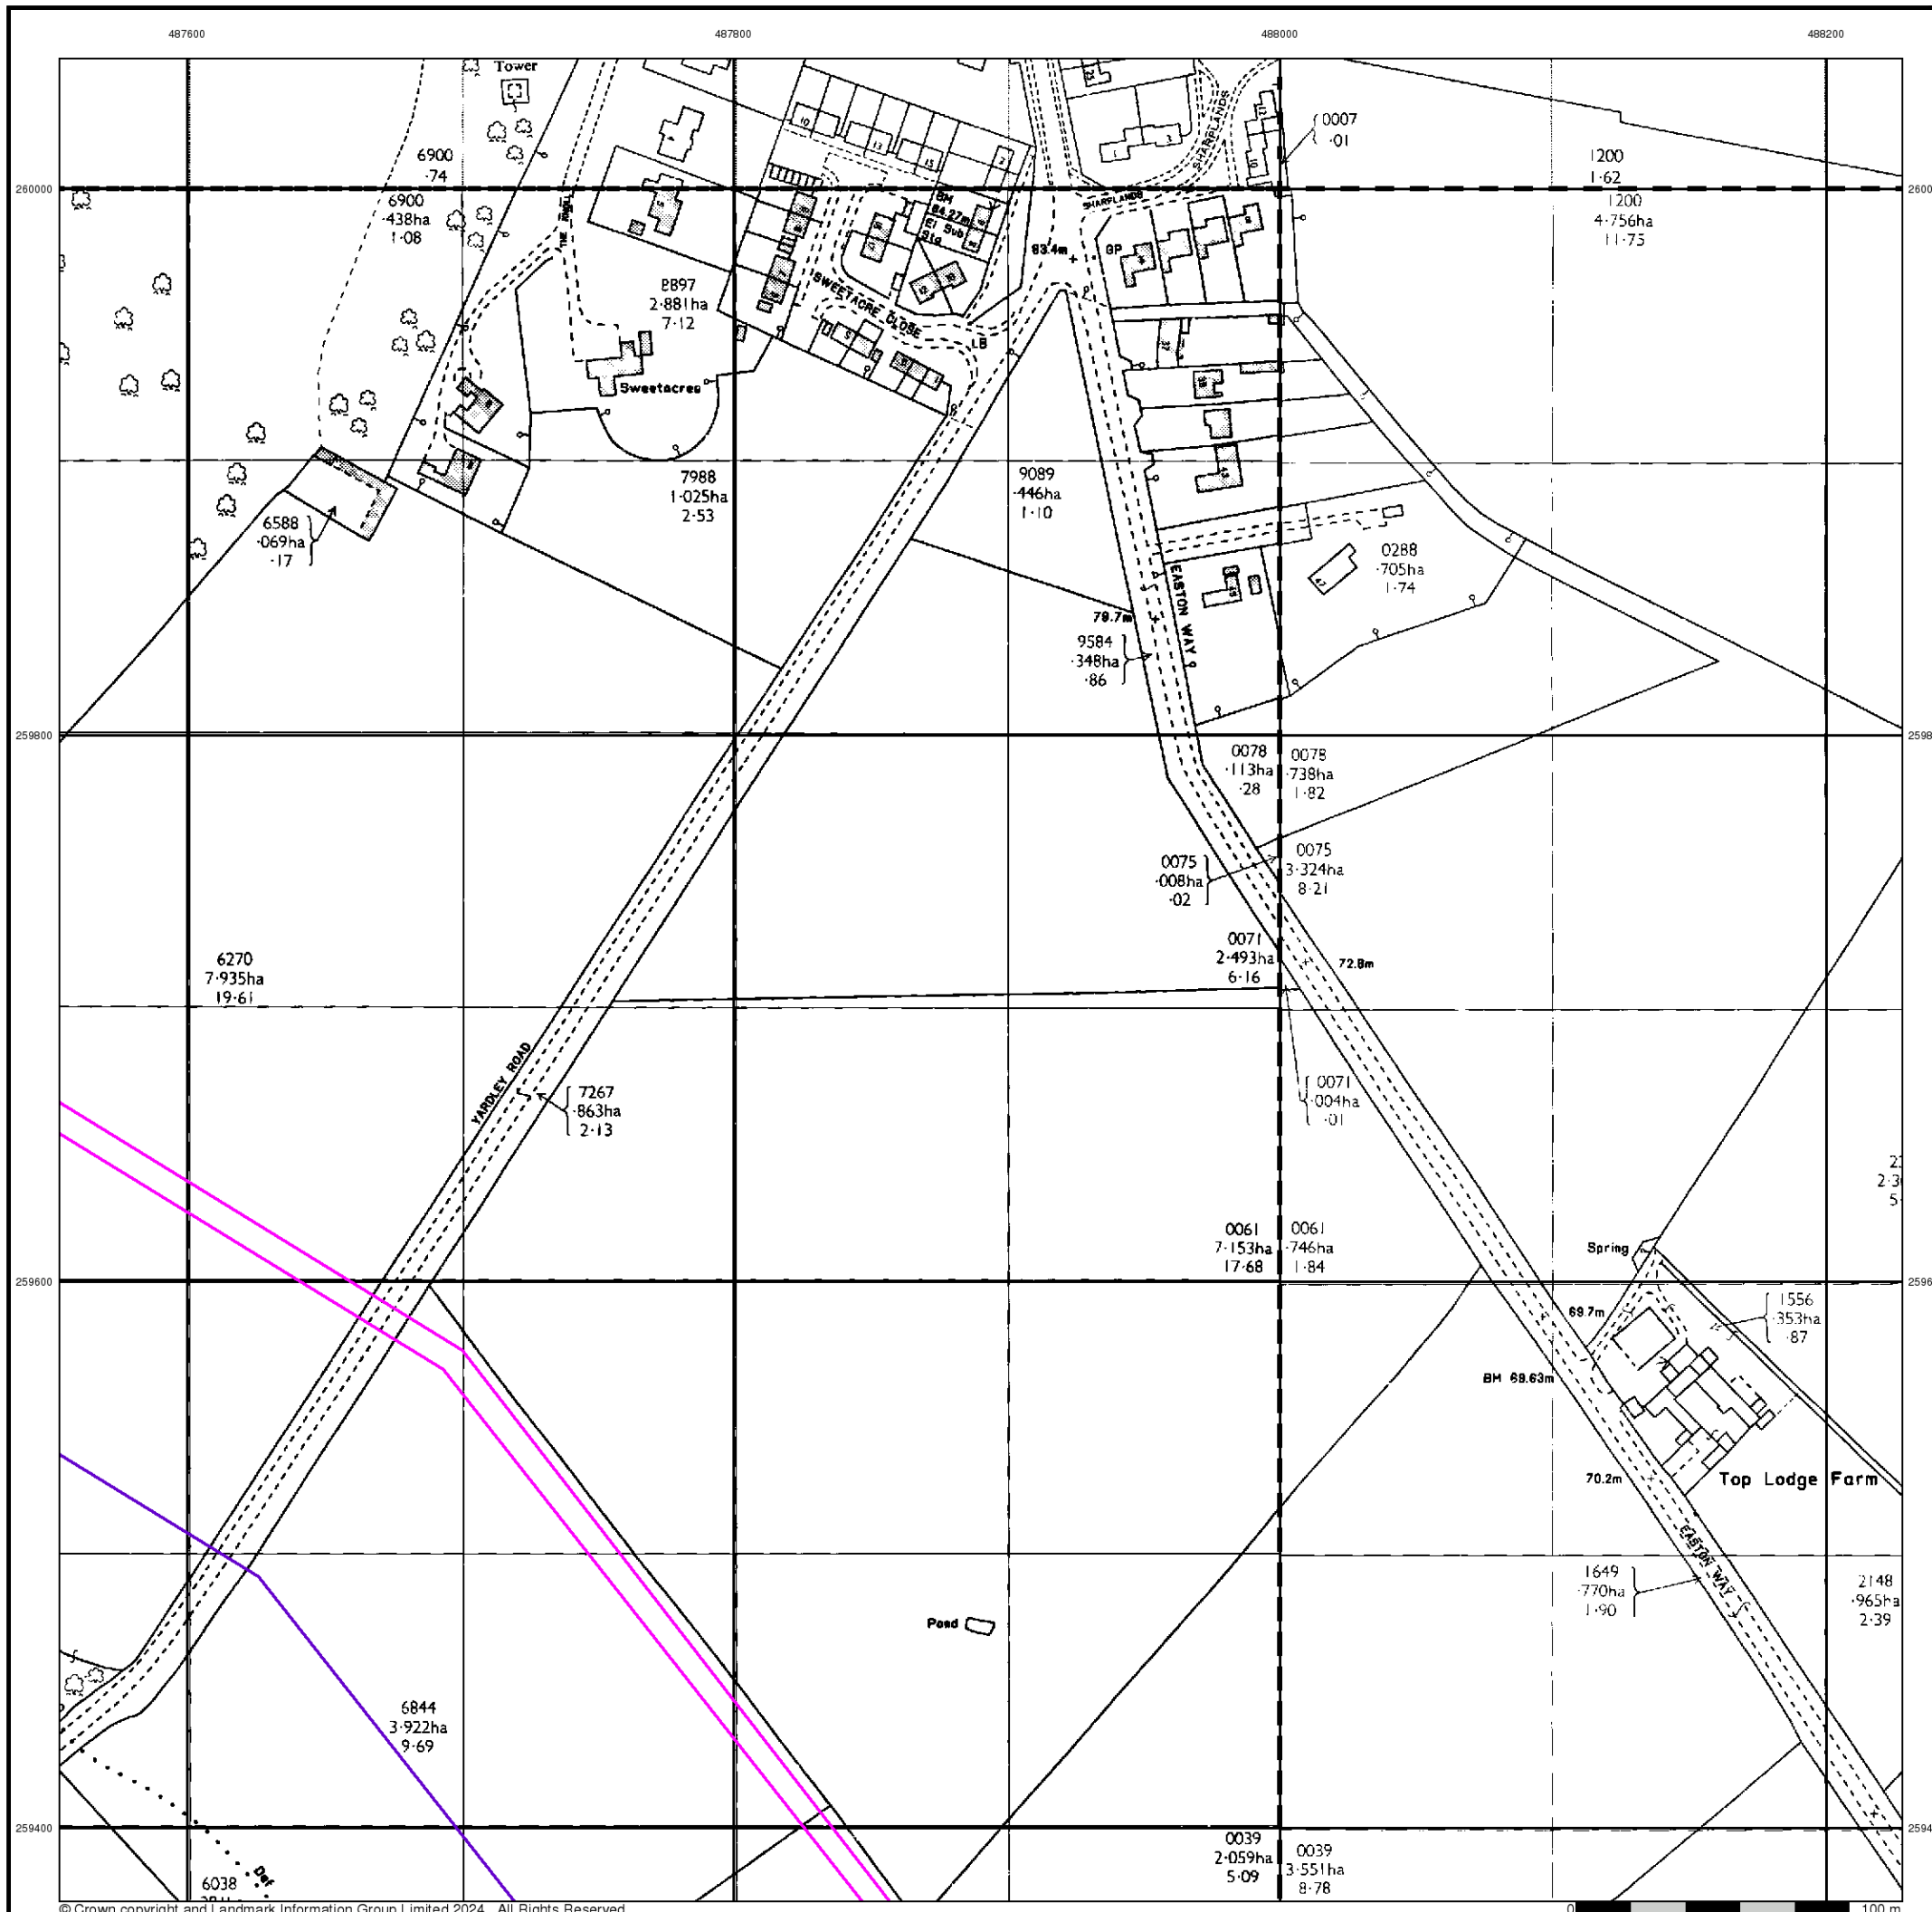 487600
487800
488000
488200
Tower
6900
·74
260000
6900
·438ha
1·08
0007
·01
1200
1·62
1200
4·756ha
11·75
SHARPLANDS
SHARPLANDS
BM
84.27m
El Sub
Sta
83.4m
GP
8897
2·881ha
7·12
SWEETACRE CLOSE
LB
Sweetacres
7988
1·025ha
2·53
9089
·446ha
1·10
6588
·069ha
·17
0288
·705ha
1·74
EASTON WAY
79.7m
9584
·348ha
·86
259800
0078
·113ha
·28
0078
·738ha
1·82
0075
·008ha
·02
0075
3·324ha
8·21
0071
2·493ha
6·16
72.8m
6270
7·935ha
19·61
YARDLEY ROAD
7267
·863ha
2·13
0071
·004ha
·01
0061
7·153ha
17·68
0061
·746ha
1·84
Spring
259600
69.7m
1556
·353ha
·87
BM 69.63m
70.2m
Top Lodge Farm
EASTON WAY
1649
·770ha
1·90
2148
·965ha
2·39
Pond
6844
3·922ha
9·69
259400
0039
2·059ha
5·09
0039
3·551ha
8·78
Def
6038
© Crown copyright and Landmark Information Group Limited 2024. All Rights Reserved
0
100 m